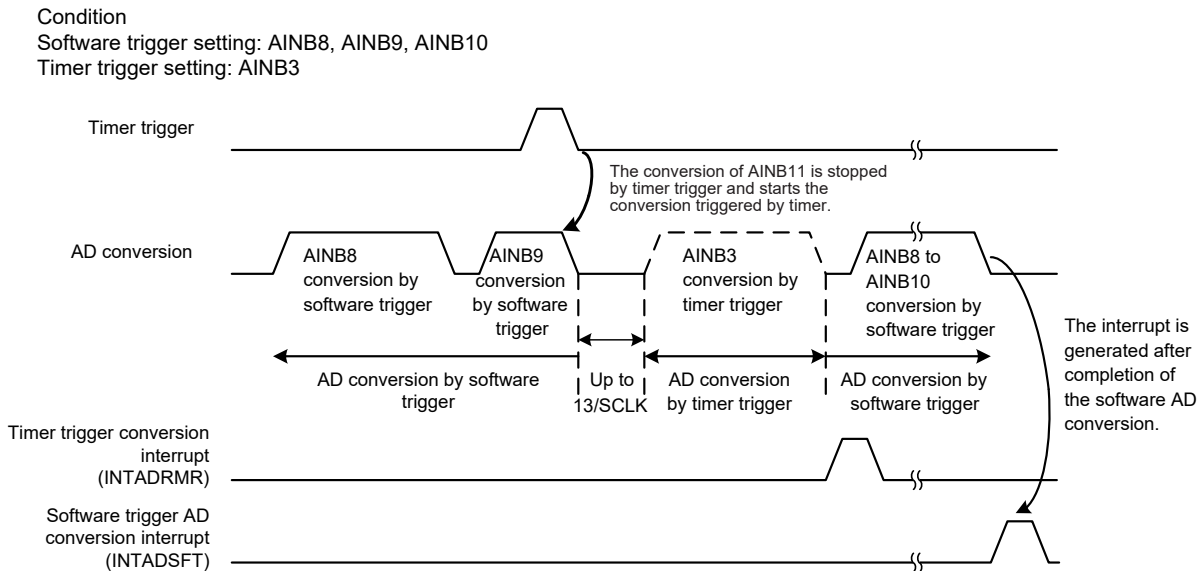 Condition
Software trigger setting: AINB8, AINB9, AINB10
Timer trigger setting: AINB3
Timer trigger
The conversion of AINB11 is stopped
by timer trigger and starts the
conversion triggered by timer.
AD conversion
AINB8
conversion by
software trigger
AINB9
conversion
by software
trigger
AINB3
conversion by
timer trigger
AINB8 to
AINB10
conversion by
software trigger
The interrupt is
generated after
completion of
the software AD
conversion.
AD conversion by software
trigger
Up to
13/SCLK
AD conversion
by timer trigger
AD conversion by
software trigger
Timer trigger conversion
interrupt
(INTADRMR)
Software trigger AD
conversion interrupt
(INTADSFT)